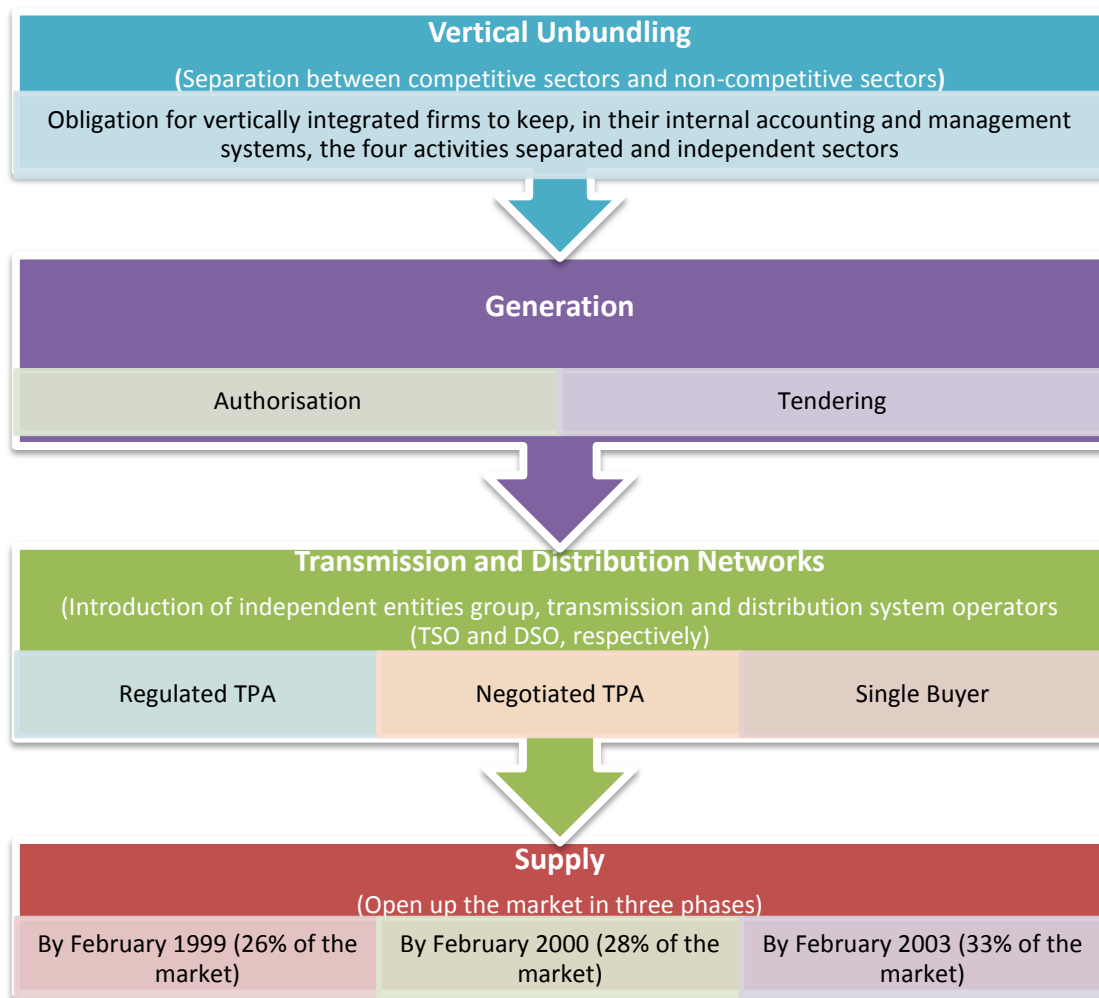 Vertical Unbundling
(Separation between competitive sectors and non-competitive sectors)
Obligation for vertically integrated firms to keep, in their internal accounting and management
systems, the four activities separated and independent sectors
Generation
Authorisation
Tendering
Transmission and Distribution Networks
(Introduction of independent entities group, transmission and distribution system operators
(TSO and DSO, respectively)
Regulated TPA
Negotiated TPA
Single Buyer
Supply
(Open up the market in three phases)
By February 1999 (26% of the
market)
By February 2000 (28% of the
market)
By February 2003 (33% of the
market)